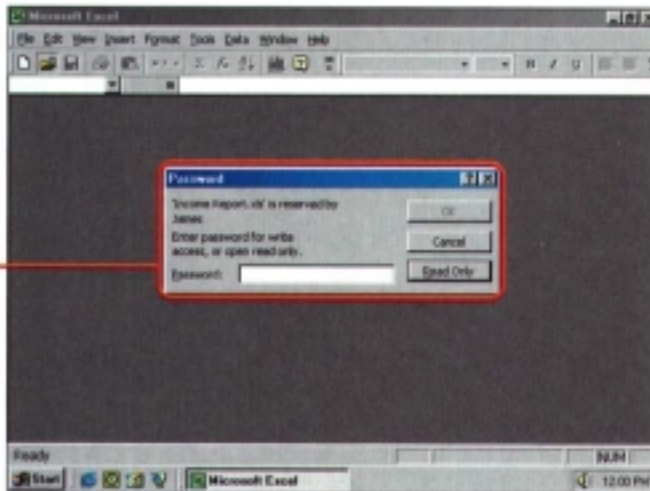 Microsoft Excel
File Edit View Insert Format Tools Data Window Help
B I U
Password
'Income Report.xls' is reserved by
James
Enter password for write
access, or open read only.
Password:
OK
Cancel
Read Only
Ready
NUM
Start
Microsoft Excel
12:00 PM